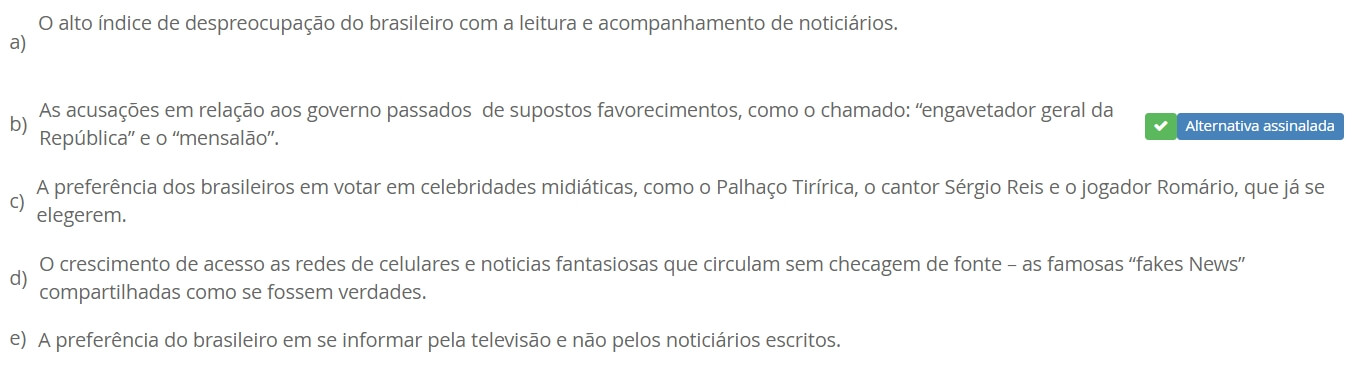 a) O alto índice de despreocupação do brasileiro com a leitura e acompanhamento de noticiários.
b) As acusações em relação aos governo passados de supostos favorecimentos, como o chamado: “engavetador geral da
República” e o “mensalão”.
Alternativa assinalada
c) A preferência dos brasileiros em votar em celebridades midiáticas, como o Palhaço Tirírica, o cantor Sérgio Reis e o jogador Romário, que já se
elegerem.
d) O crescimento de acesso as redes de celulares e noticias fantasiosas que circulam sem checagem de fonte – as famosas “fakes News”
compartilhadas como se fossem verdades.
e) A preferência do brasileiro em se informar pela televisão e não pelos noticiários escritos.